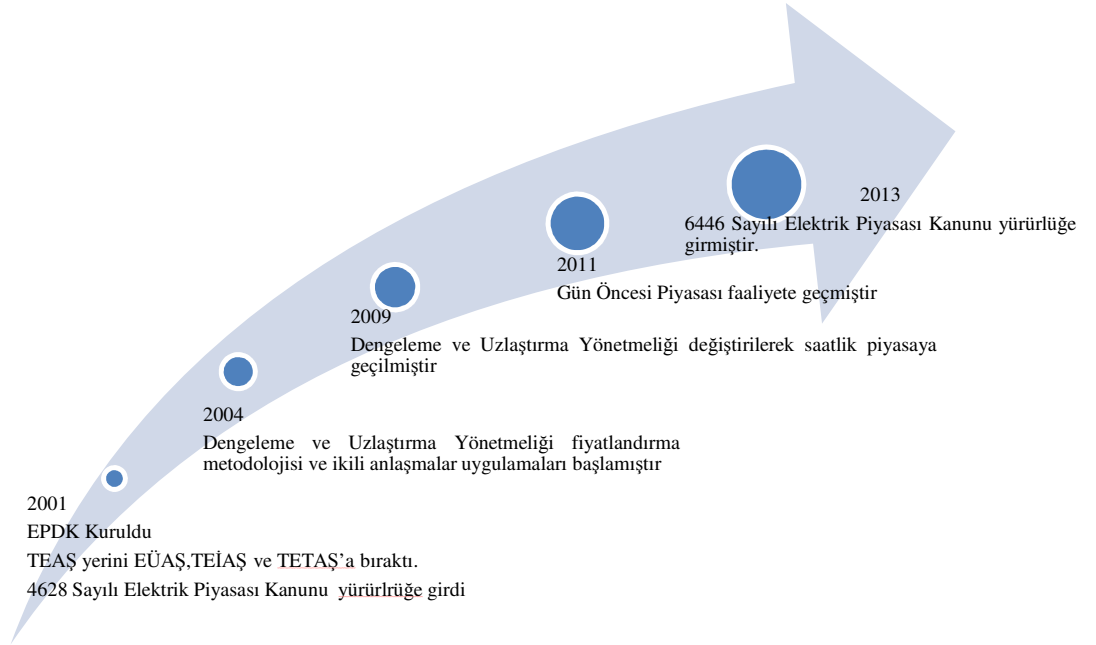 2001
EPDK Kuruldu
TEAŞ yerini EÜAŞ,TEİAŞ ve TETAŞ’a bıraktı.
4628 Sayılı Elektrik Piyasası Kanunu yürürlrüğe girdi
2004
Dengeleme ve Uzlaştırma Yönetmeliği fiyatlandırma
metodolojisi ve ikili anlaşmalar uygulamaları başlamıştır
2009
Dengeleme ve Uzlaştırma Yönetmeliği değiştirilerek saatlik piyasaya
geçilmiştir
2011
Gün Öncesi Piyasası faaliyete geçmiştir
2013
6446 Sayılı Elektrik Piyasası Kanunu yürürlüğe
girmiştir.